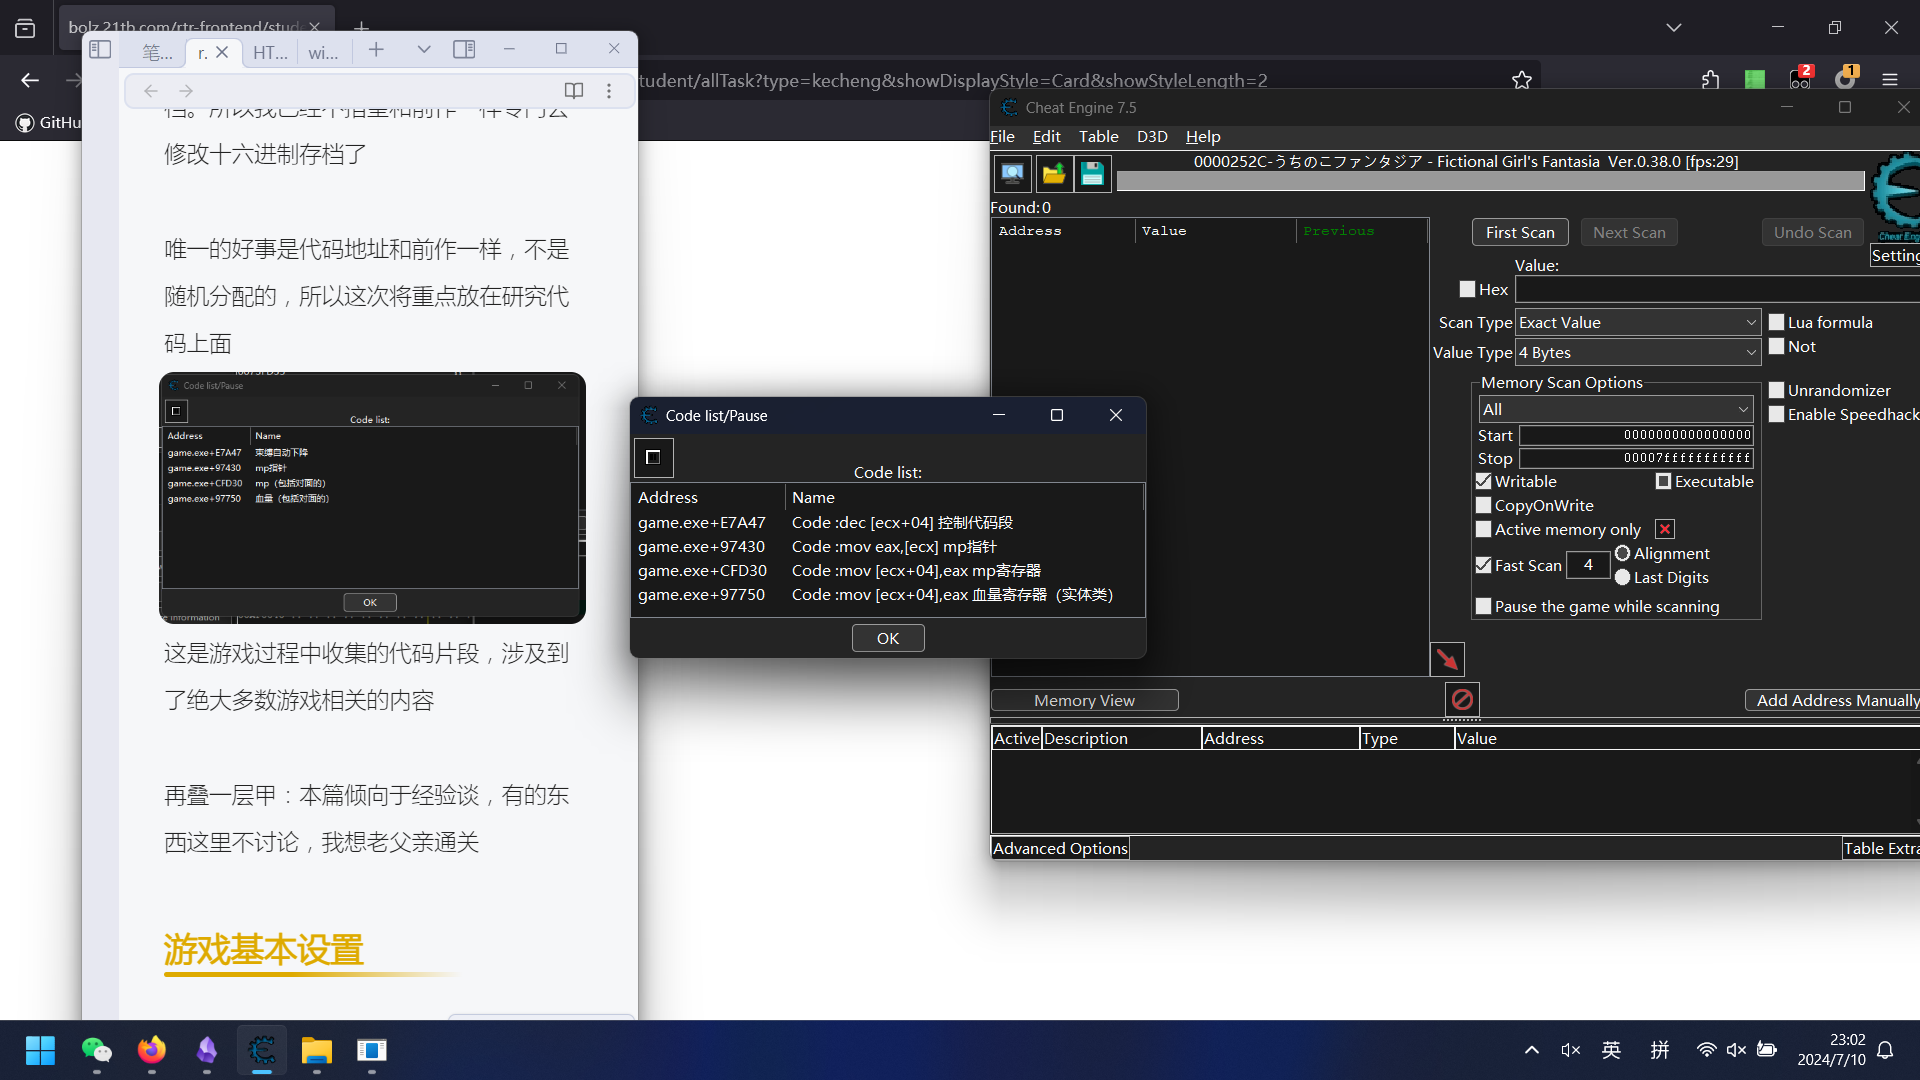 bolz.21tb.com/rtr-frontend/stud
tudent/allTask?type=kecheng&showDisplayStyle=Card&showStyleLength=2
2
1
GitHu
笔...
r.
HT...
wi...
修改十六进制存档了
唯一的好事是代码地址和前作一样，不是
随机分配的，所以这次将重点放在研究代
码上面
Code list/Pause
Code list:
Address Name
game.exe+E7A47 束缚自动下降
game.exe+97430 mp指针
game.exe+CFD30 mp（包括对面的）
game.exe+97750 血量（包括对面的）
OK
这是游戏过程中收集的代码片段，涉及到
了绝大多数游戏相关的内容
再叠一层甲：本篇倾向于经验谈，有的东
西这里不讨论，我想老父亲通关
游戏基本设置
Code list/Pause
Code list:
Address Name
game.exe+E7A47 Code :dec [ecx+04] 控制代码段
game.exe+97430 Code :mov eax,[ecx] mp指针
game.exe+CFD30 Code :mov [ecx+04],eax mp寄存器
game.exe+97750 Code :mov [ecx+04],eax 血量寄存器（实体类）
OK
Cheat Engine 7.5
File Edit Table D3D Help
0000252C-うちのこファンタジア - Fictional Girl's Fantasia Ver.0.38.0 [fps:29]
Found:0
Address Value Previous
First Scan Next Scan Undo Scan
Cheat Eng
Setting
Value:
Hex
Scan Type Exact Value
Lua formula
Value Type 4 Bytes
Not
Memory Scan Options
All
Unrandomizer
Enable Speedhack
Start 0000000000000000
Stop 00007fffffffffff
Writable Executable
CopyOnWrite
Active memory only
Fast Scan 4 Alignment
Last Digits
Pause the game while scanning
Memory View
Add Address Manually
Active Description Address Type Value
Advanced Options
Table Extra
英
拼
23:02
2024/7/10